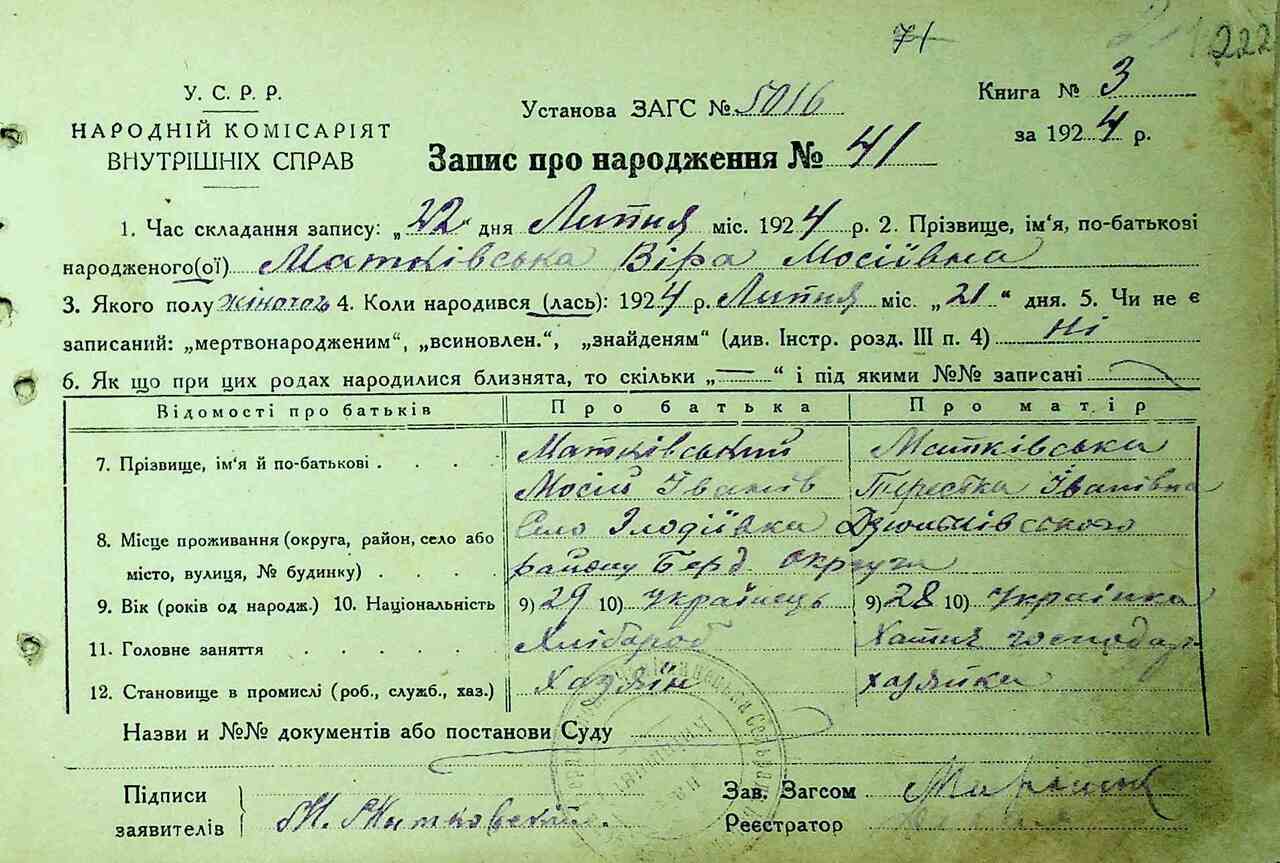 71
222
У. С. Р. Р.
НАРОДНІЙ КОМІСАРІЯТ
ВНУТРІШНІХ СПРАВ
Установа ЗАГС № 5016
Книга № 3
за 1924 р.
Запис про народження № 41
1. Час складання запису: „22“ дня Липня міс. 1924 р. 2. Прізвище, ім‘я, по-батькові
народженого(ої) Матківська Віра Мосіївна
3. Якого полу жіночого 4. Коли народився (лась): 1924 р. Липня міс. „21“ дня. 5. Чи не є
записаний: „мертвонародженим“, „всиновлен.“, „знайденям“ (див. Інстр. розд. III п. 4) Ні
6. Як що при цих родах народилися близнята, то скільки „—“ і під якими №№ записані
Відомості про батьків Про батька Про матір
7. Прізвище, ім‘я й по-батькові Матківський Матківська
Мосій Іванів Іванівна
Село Дзюньківського
8. Місце проживання (округа, район, село або
місто, вулиця, № будинку) району Берд округи
9. Вік (років од народж.) 10. Національність 9) 29 10) Українець 9) 28 10) Українка
11. Головне заняття Хлібороб Хатня господар
12. Становище в промислі (роб., служб., хаз.) Хазяїн хазяйка
Назви и №№ документів або постанови Суду
Підписи
заявителів М. Матковский.
Зав. Загсом
Реєстратор